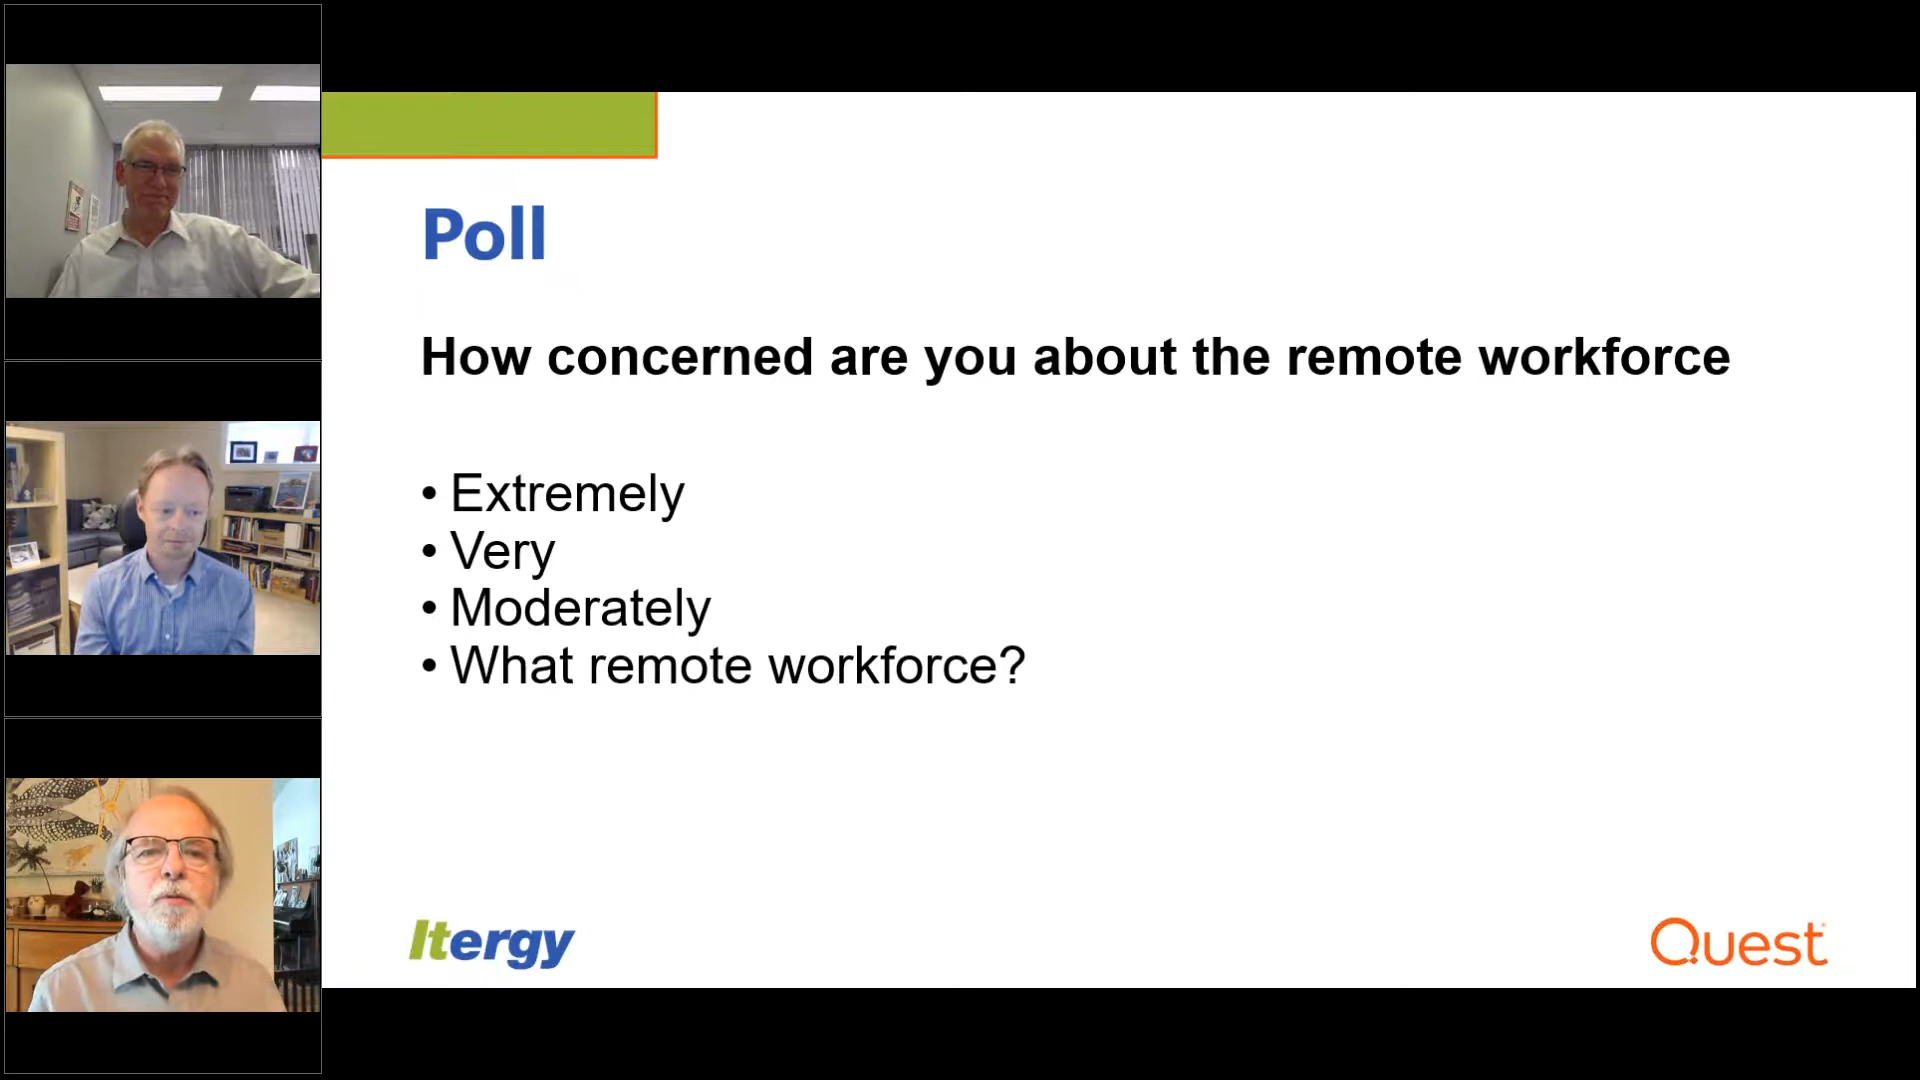 Poll
How concerned are you about the remote workforce
• Extremely
• Very
• Moderately
• What remote workforce?
Itergy
Quest